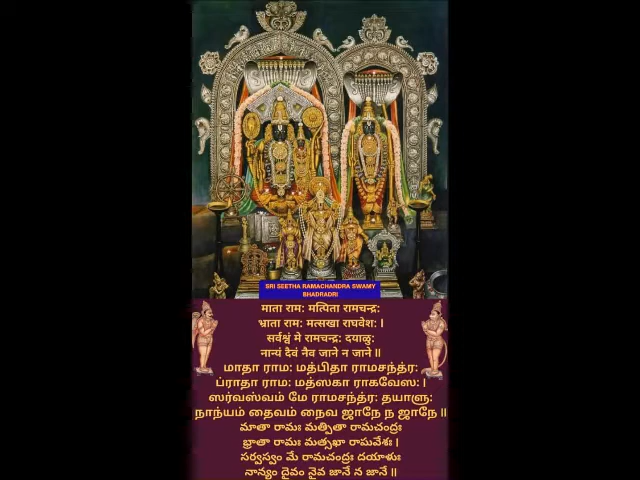 SRI SEETHA RAMACHANDRA SWAMY
BHADRADRI
माता राम: मत्पिता रामचन्द्र:
भ्राता राम: मत्सखा राघवेश: ।
सर्वश्वं मे रामचन्द्र: दयाळु:
नान्यं दैवं नैव जाने न जाने ॥
மாதா ராம: மத்பிதா ராமசந்த்ர:
ப்ராதா ராம: மத்ஸகா ராகவேஸ: ।
ஸர்வஸ்வம் மே ராமசந்த்ர: தயாளு:
நாந்யம் தைவம் நைவ ஜாநே ந ஜாநே ॥
మాతా రామః మత్పితా రామచంద్రః
భ్రాతా రామః మత్సఖా రాఘవేశః ।
సర్వస్వం మే రామచంద్రః దయాళుః
నాన్యం దైవం నైవ జానే న జానే ॥